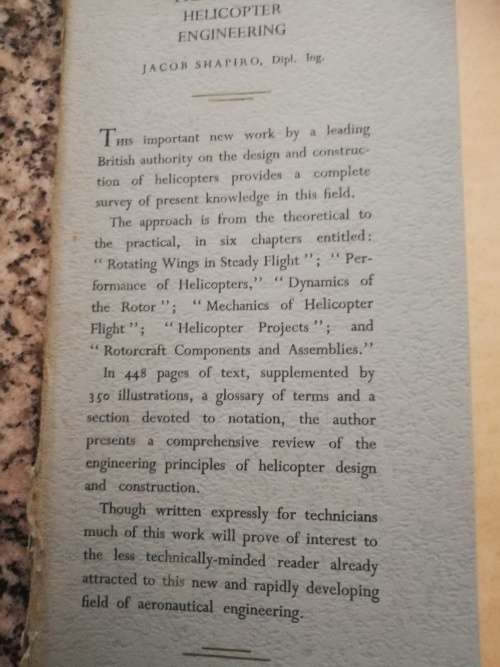 HELICOPTER
ENGINEERING
JACOB SHAPIRO, Dipl. Ing.
THIS important new work by a leading
British authority on the design and construc-
tion of helicopters provides a complete
survey of present knowledge in this field.
The approach is from the theoretical to
the practical, in six chapters entitled:
“ Rotating Wings in Steady Flight ”; “ Per-
formance of Helicopters,” “ Dynamics of
the Rotor ”; “ Mechanics of Helicopter
Flight ”; “ Helicopter Projects ”; and
“ Rotorcraft Components and Assemblies.”
In 448 pages of text, supplemented by
350 illustrations, a glossary of terms and a
section devoted to notation, the author
presents a comprehensive review of the
engineering principles of helicopter design
and construction.
Though written expressly for technicians
much of this work will prove of interest to
the less technically-minded reader already
attracted to this new and rapidly developing
field of aeronautical engineering.